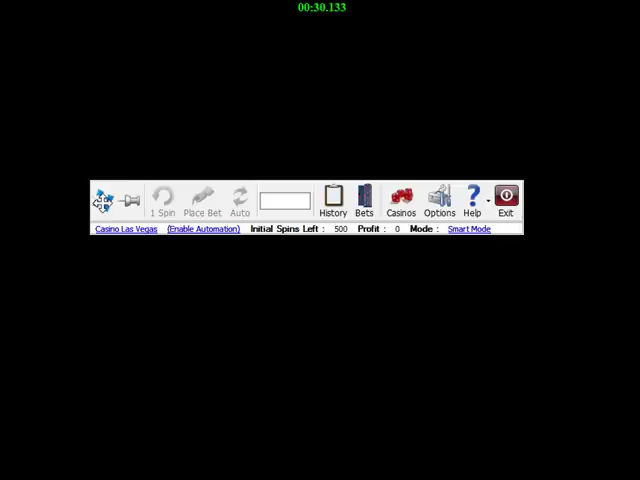 00:30.133
1 Spin Place Bet Auto History Bets Casinos Options Help Exit
Casino Las Vegas (Enable Automation) Initial Spins Left : 500 Profit : 0 Mode : Smart Mode